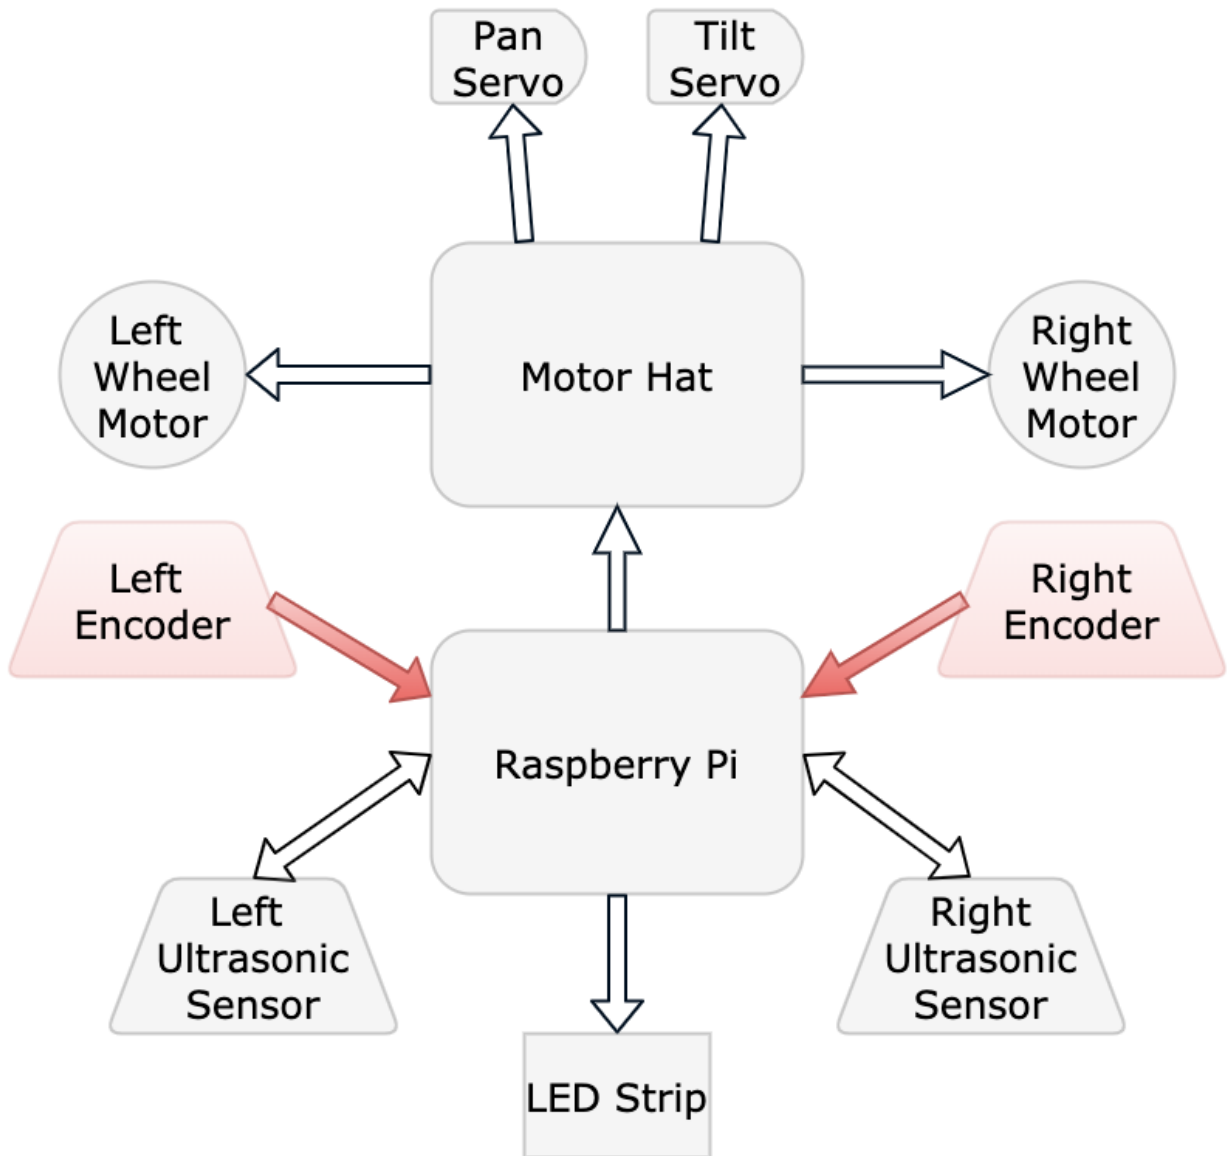 Pan
Servo
Tilt
Servo
Left
Wheel
Motor
Motor Hat
Right
Wheel
Motor
Left
Encoder
Right
Encoder
Raspberry Pi
Left
Ultrasonic
Sensor
Right
Ultrasonic
Sensor
LED Strip